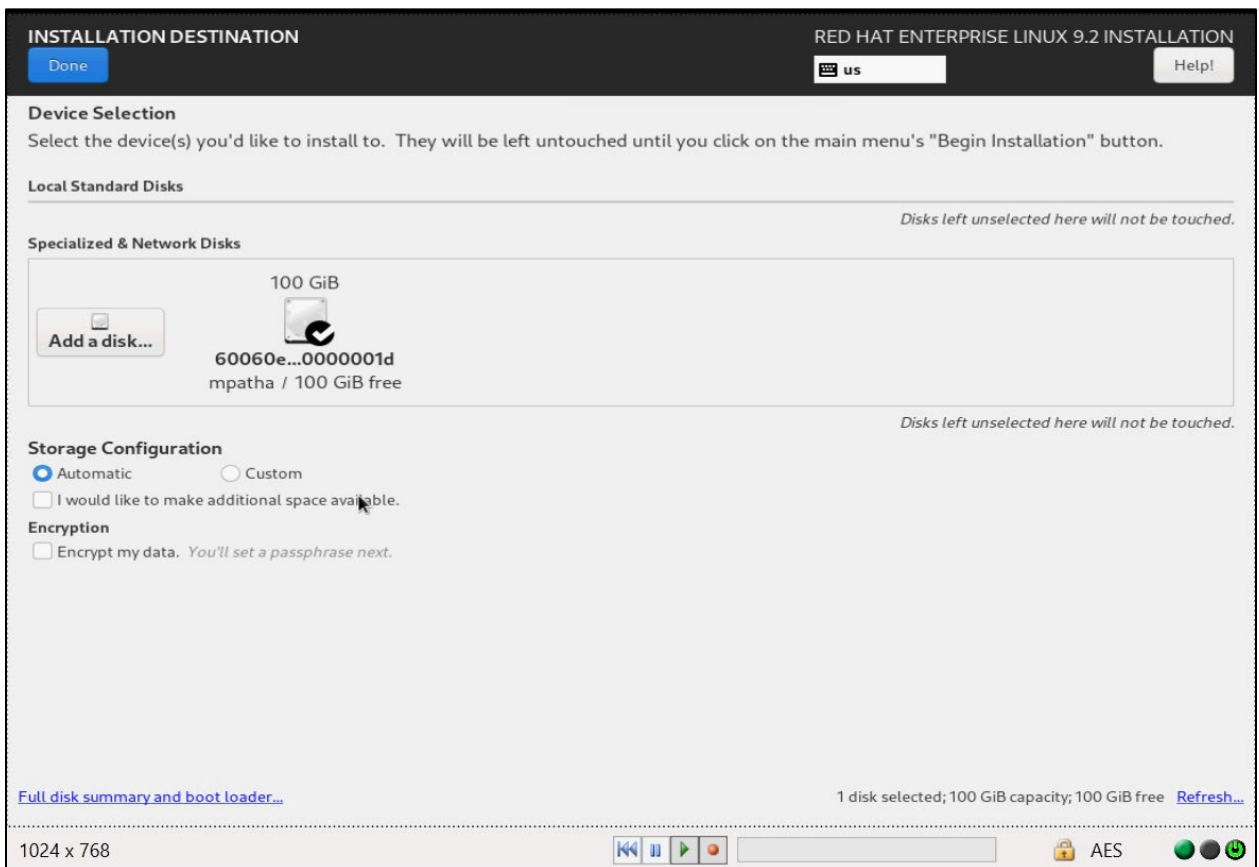 INSTALLATION DESTINATION
RED HAT ENTERPRISE LINUX 9.2 INSTALLATION
Done
us
Help!
Device Selection
Select the device(s) you'd like to install to. They will be left untouched until you click on the main menu's "Begin Installation" button.
Local Standard Disks
Disks left unselected here will not be touched.
Specialized & Network Disks
100 GiB
Add a disk...
60060e...0000001d
mpatha / 100 GiB free
Disks left unselected here will not be touched.
Storage Configuration
Automatic
Custom
I would like to make additional space available.
Encryption
Encrypt my data. You'll set a passphrase next.
Full disk summary and boot loader...
1 disk selected; 100 GiB capacity; 100 GiB free Refresh...
1024 x 768
AES